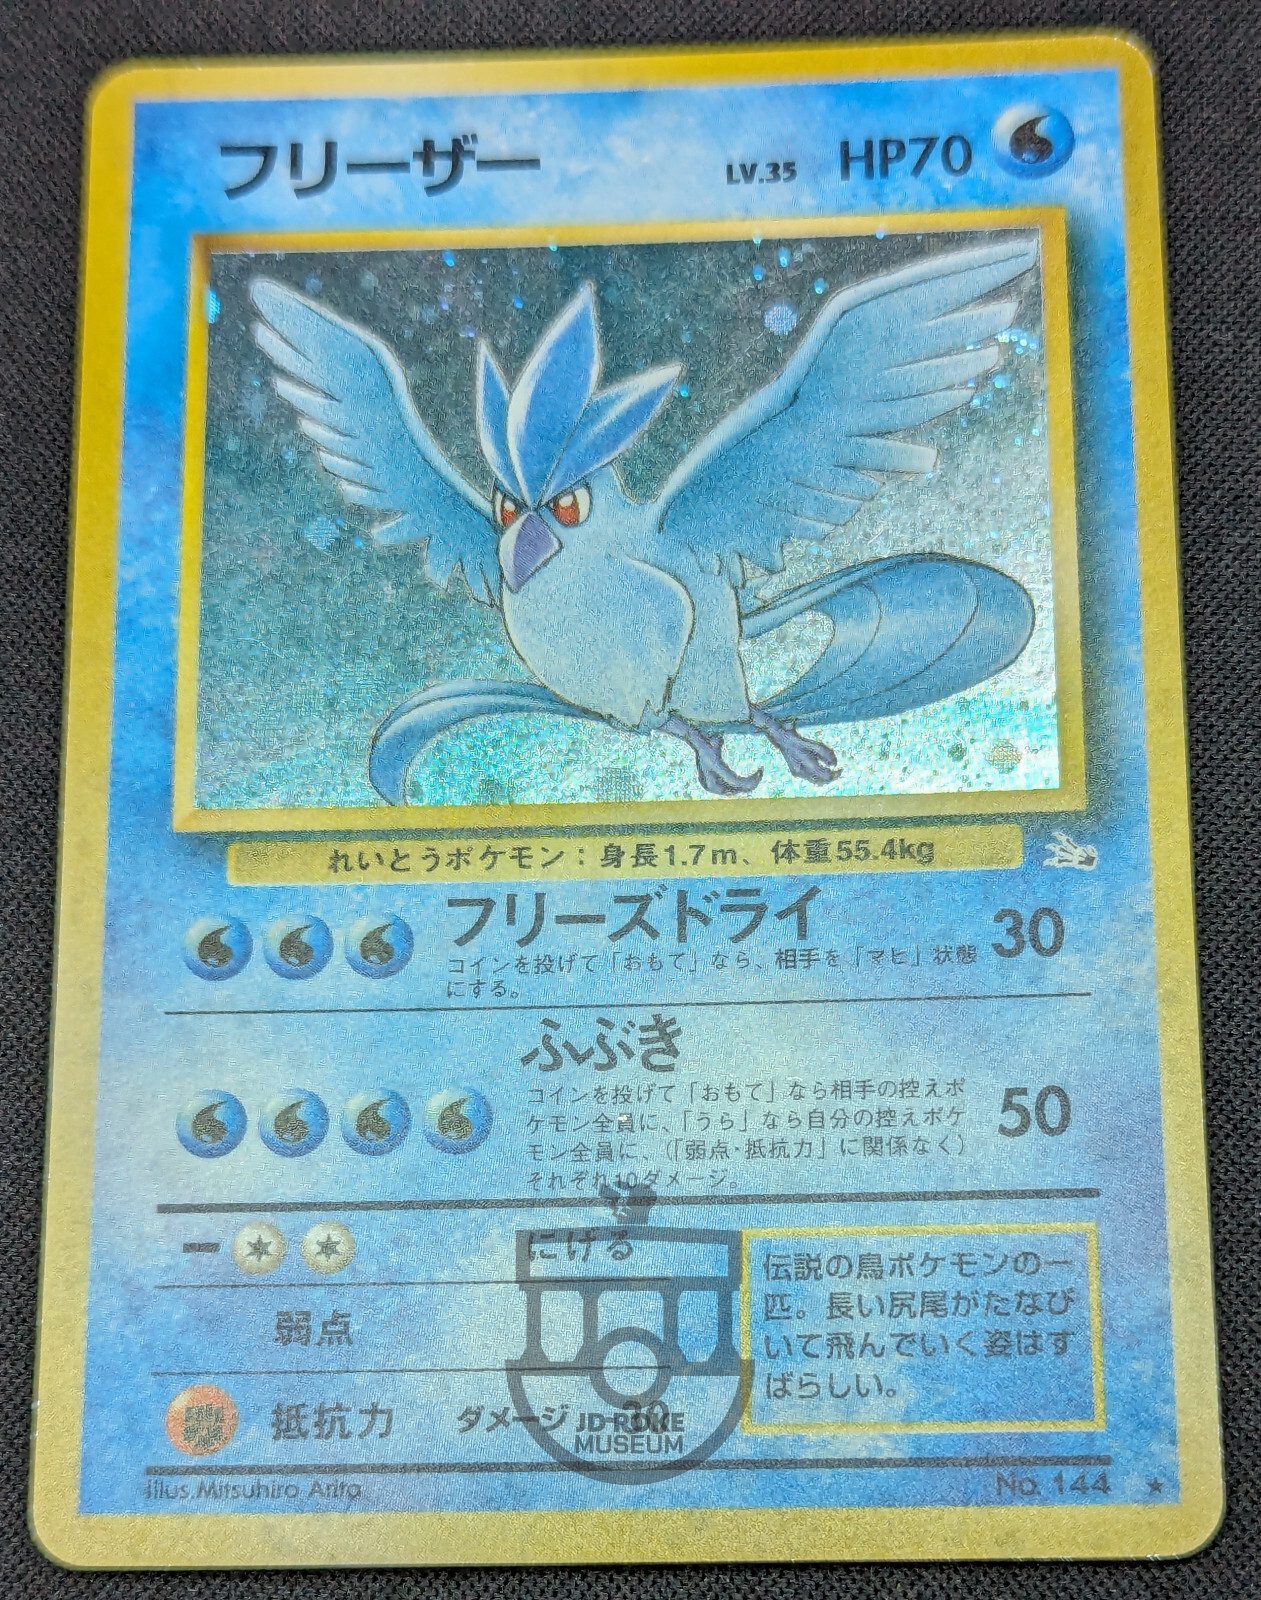 フリーザー LV.35 HP70
れいとうポケモン：身長1.7m、体重55.4kg
フリーズドライ 30
コインを投げて「おもて」なら、相手を「マヒ」状態
にする。
ふぶき
コインを投げて「おもて」なら相手の控えポ
ケモン全員に、「うら」なら自分の控えポケ
モン全員に、（「弱点・抵抗力」に関係なく）
それぞれ10ダメージ。
50
にげる
弱点
抵抗力 ダメージ－30
伝説の鳥ポケモンの一
匹。長い尻尾がたなび
いて飛んでいく姿はす
ばらしい。
JD ROKE
MUSEUM
Illus.Mitsuhiro Arita
No.144 ★